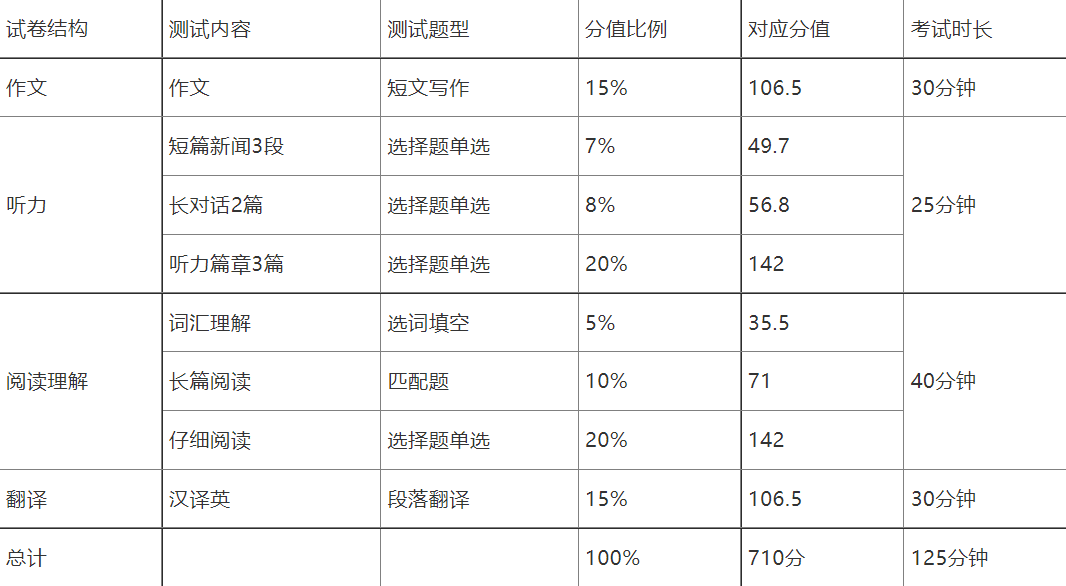 试卷结构 测试内容 测试题型 分值比例 对应分值 考试时长
作文 作文 短文写作 15% 106.5 30分钟
短篇新闻3段 选择题单选 7% 49.7
听力 长对话2篇 选择题单选 8% 56.8 25分钟
听力篇章3篇 选择题单选 20% 142
词汇理解 选词填空 5% 35.5
阅读理解 长篇阅读 匹配题 10% 71 40分钟
仔细阅读 选择题单选 20% 142
翻译 汉译英 段落翻译 15% 106.5 30分钟
总计 100% 710分 125分钟